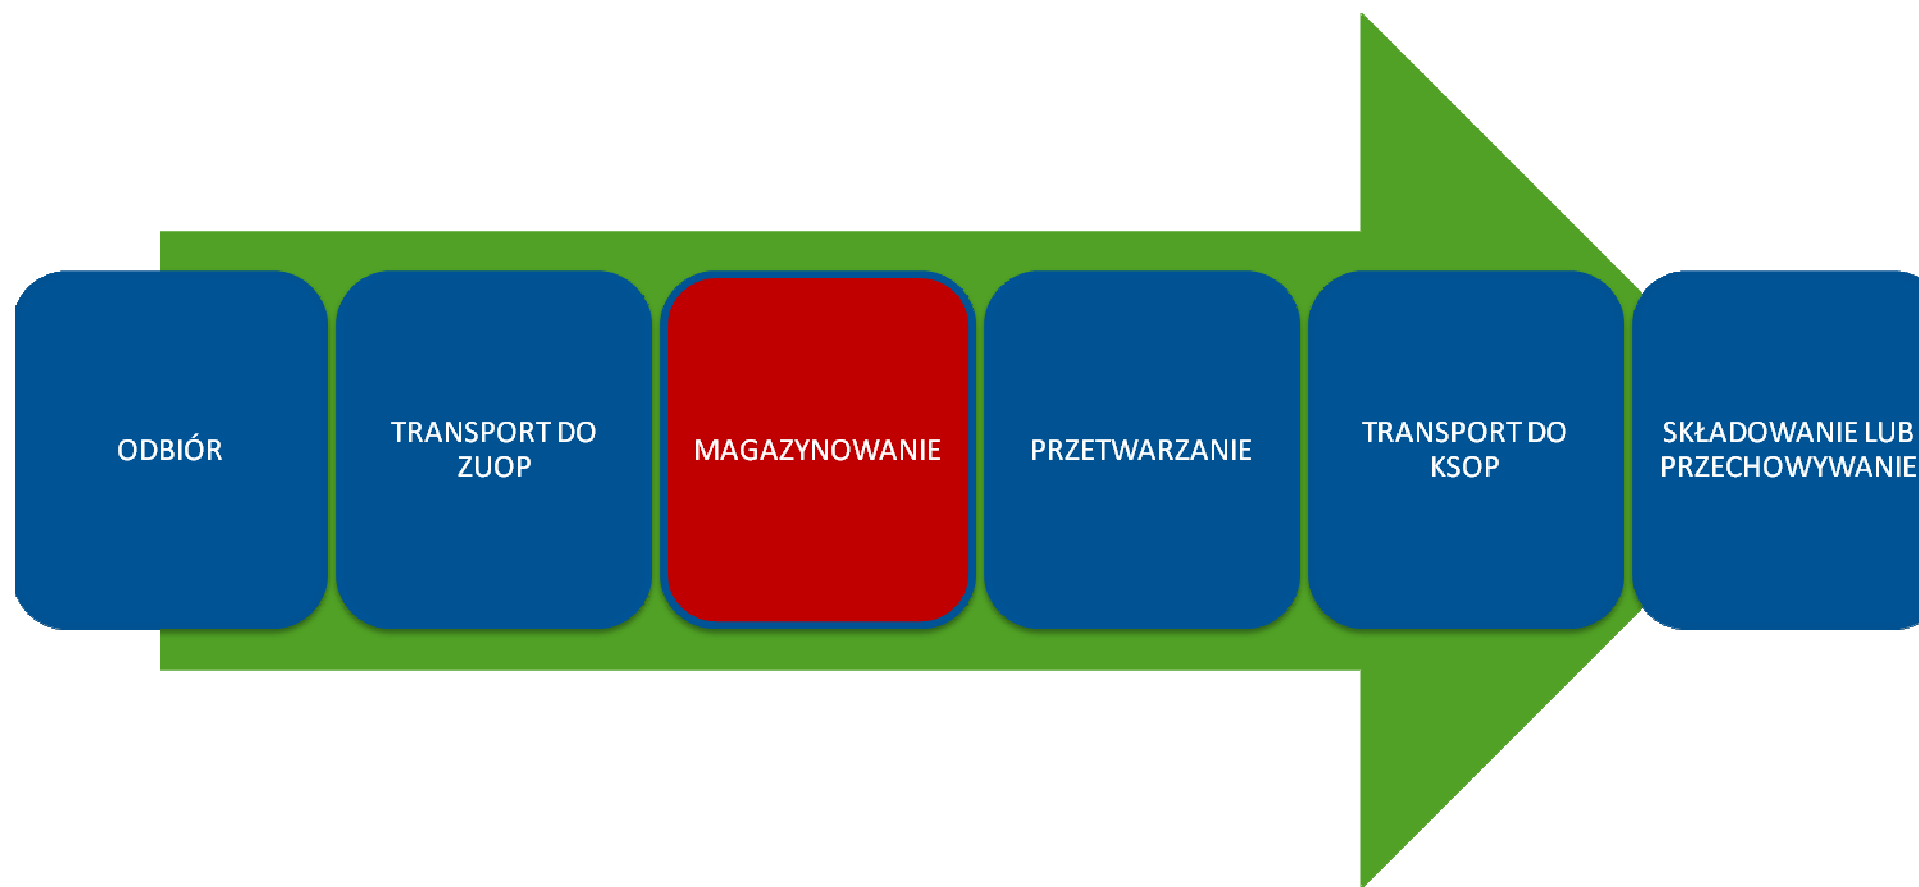 ODBIÓR
TRANSPORT DO
ZUOP
MAGAZYNOWANIE
PRZETWARZANIE
TRANSPORT DO
KSOP
SKŁADOWANIE LUB
PRZECHOWYWANIE